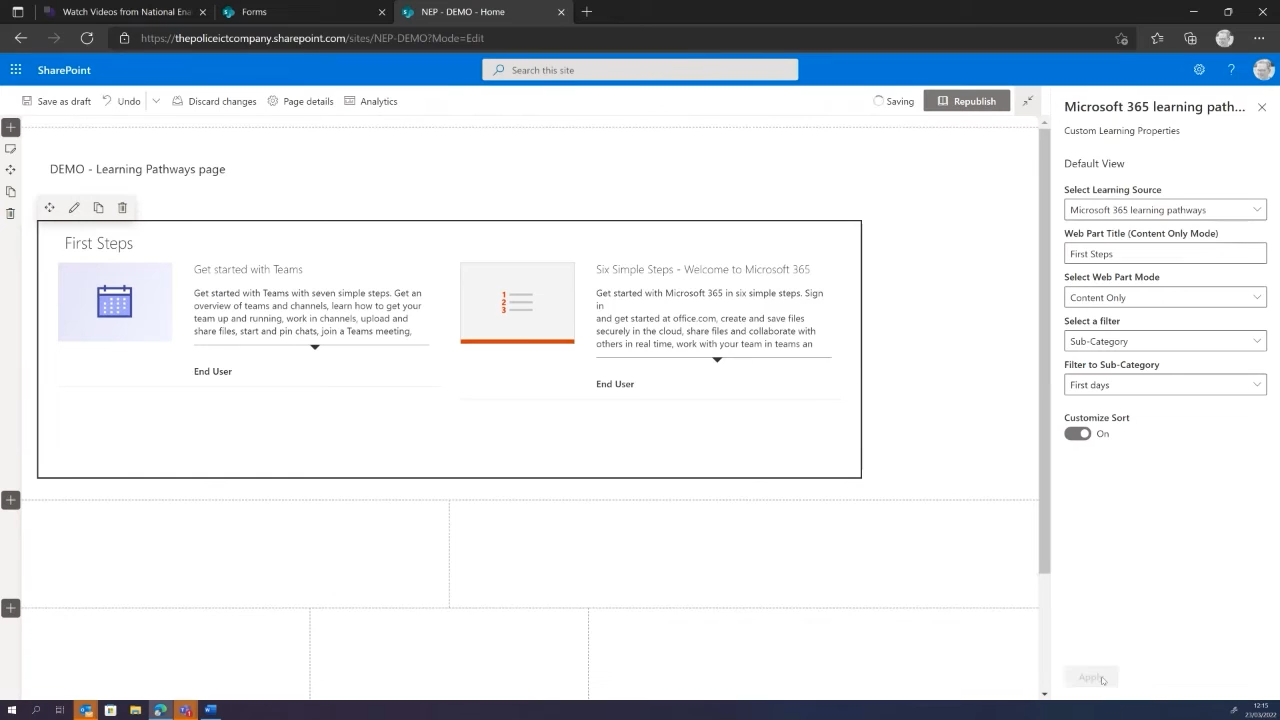 Watch Videos from National Ena
Forms
NEP - DEMO - Home
https://thepoliceictcompany.sharepoint.com/sites/NEP-DEMO?Mode=Edit
SharePoint
Search this site
Save as draft
Undo
Discard changes
Page details
Analytics
Saving
Republish
DEMO - Learning Pathways page
First Steps
Get started with Teams
Get started with Teams with seven simple steps. Get an
overview of teams and channels, learn how to get your
team up and running, work in channels, upload and
share files, start and pin chats, join a Teams meeting,
End User
1
2
3
Six Simple Steps - Welcome to Microsoft 365
Get started with Microsoft 365 in six simple steps. Sign
in
and get started at office.com, create and save files
securely in the cloud, share files and collaborate with
others in real time, work with your team in teams an
End User
Microsoft 365 learning path...
Custom Learning Properties
Default View
Select Learning Source
Microsoft 365 learning pathways
Web Part Title (Content Only Mode)
First Steps
Select Web Part Mode
Content Only
Select a filter
Sub-Category
Filter to Sub-Category
First days
Customize Sort
On
Apply
12:15
23/03/2022